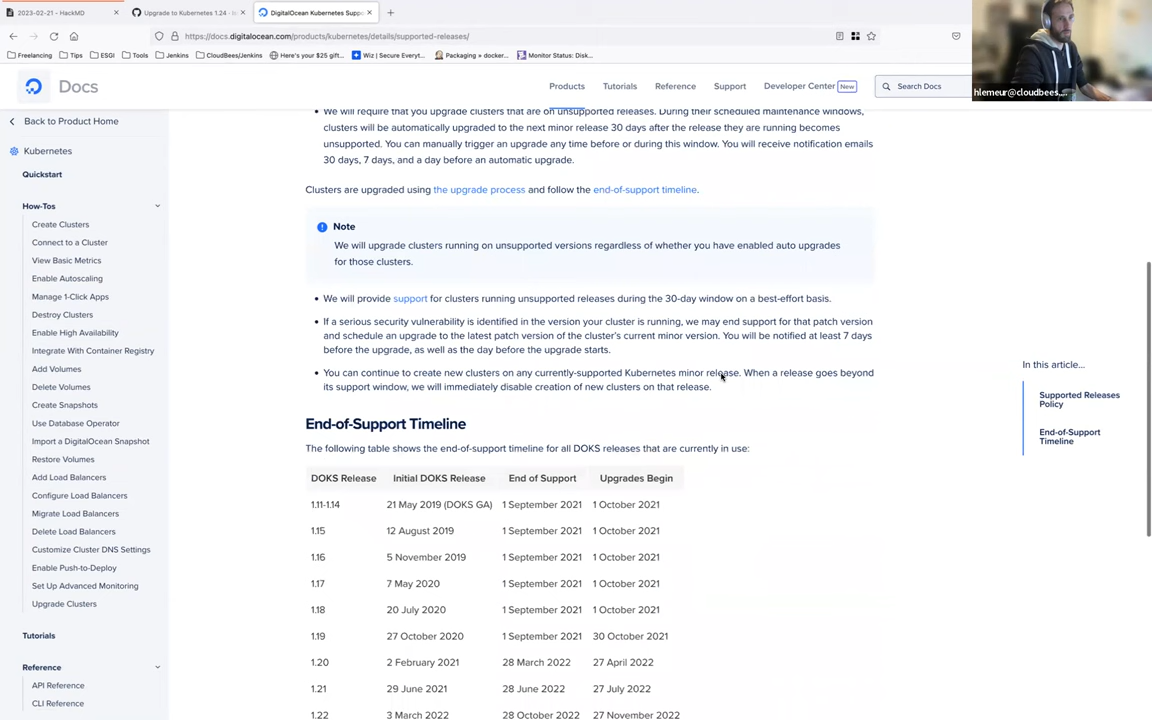 2023-02-21 - HackMD
Upgrade to Kubernetes 1.24 · Is
DigitalOcean Kubernetes Suppo
https://docs.digitalocean.com/products/kubernetes/details/supported-releases/
Freelancing
Tips
ESGI
Tools
Jenkins
CloudBees/Jenkins
Here's your $25 gift...
Wiz | Secure Everyt...
Packaging + docker...
Monitor Status: Disk...
hlemeur@cloudbees....
Docs
Products
Tutorials
Reference
Support
Developer Center New
Search Docs
Back to Product Home
Kubernetes
Quickstart
How-Tos
Create Clusters
Connect to a Cluster
View Basic Metrics
Enable Autoscaling
Manage 1-Click Apps
Destroy Clusters
Enable High Availability
Integrate With Container Registry
Add Volumes
Delete Volumes
Create Snapshots
Use Database Operator
Import a DigitalOcean Snapshot
Restore Volumes
Add Load Balancers
Configure Load Balancers
Migrate Load Balancers
Delete Load Balancers
Customize Cluster DNS Settings
Enable Push-to-Deploy
Set Up Advanced Monitoring
Upgrade Clusters
Tutorials
Reference
API Reference
CLI Reference
We will require that you upgrade clusters that are on unsupported releases. During their scheduled maintenance windows,
clusters will be automatically upgraded to the next minor release 30 days after the release they are running becomes
unsupported. You can manually trigger an upgrade any time before or during this window. You will receive notification emails
30 days, 7 days, and a day before an automatic upgrade.
Clusters are upgraded using the upgrade process and follow the end-of-support timeline.
Note
We will upgrade clusters running on unsupported versions regardless of whether you have enabled auto upgrades
for those clusters.
We will provide support for clusters running unsupported releases during the 30-day window on a best-effort basis.
If a serious security vulnerability is identified in the version your cluster is running, we may end support for that patch version
and schedule an upgrade to the latest patch version of the cluster's current minor version. You will be notified at least 7 days
before the upgrade, as well as the day before the upgrade starts.
You can continue to create new clusters on any currently-supported Kubernetes minor release. When a release goes beyond
its support window, we will immediately disable creation of new clusters on that release.
End-of-Support Timeline
The following table shows the end-of-support timeline for all DOKS releases that are currently in use:
DOKS Release Initial DOKS Release End of Support Upgrades Begin
1.11-1.14 21 May 2019 (DOKS GA) 1 September 2021 1 October 2021
1.15 12 August 2019 1 September 2021 1 October 2021
1.16 5 November 2019 1 September 2021 1 October 2021
1.17 7 May 2020 1 September 2021 1 October 2021
1.18 20 July 2020 1 September 2021 1 October 2021
1.19 27 October 2020 1 September 2021 30 October 2021
1.20 2 February 2021 28 March 2022 27 April 2022
1.21 29 June 2021 28 June 2022 27 July 2022
1.22 3 March 2022 28 October 2022 27 November 2022
In this article...
Supported Releases
Policy
End-of-Support
Timeline